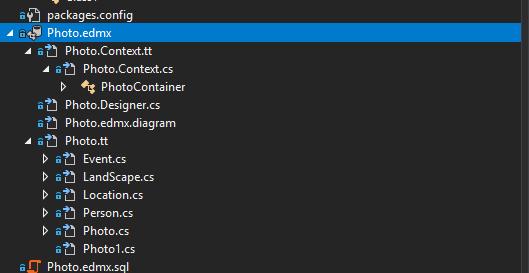 packages.config
Photo.edmx
Photo.Context.tt
Photo.Context.cs
PhotoContainer
Photo.Designer.cs
Photo.edmx.diagram
Photo.tt
Event.cs
LandScape.cs
Location.cs
Person.cs
Photo.cs
Photo1.cs
Photo.edmx.sql